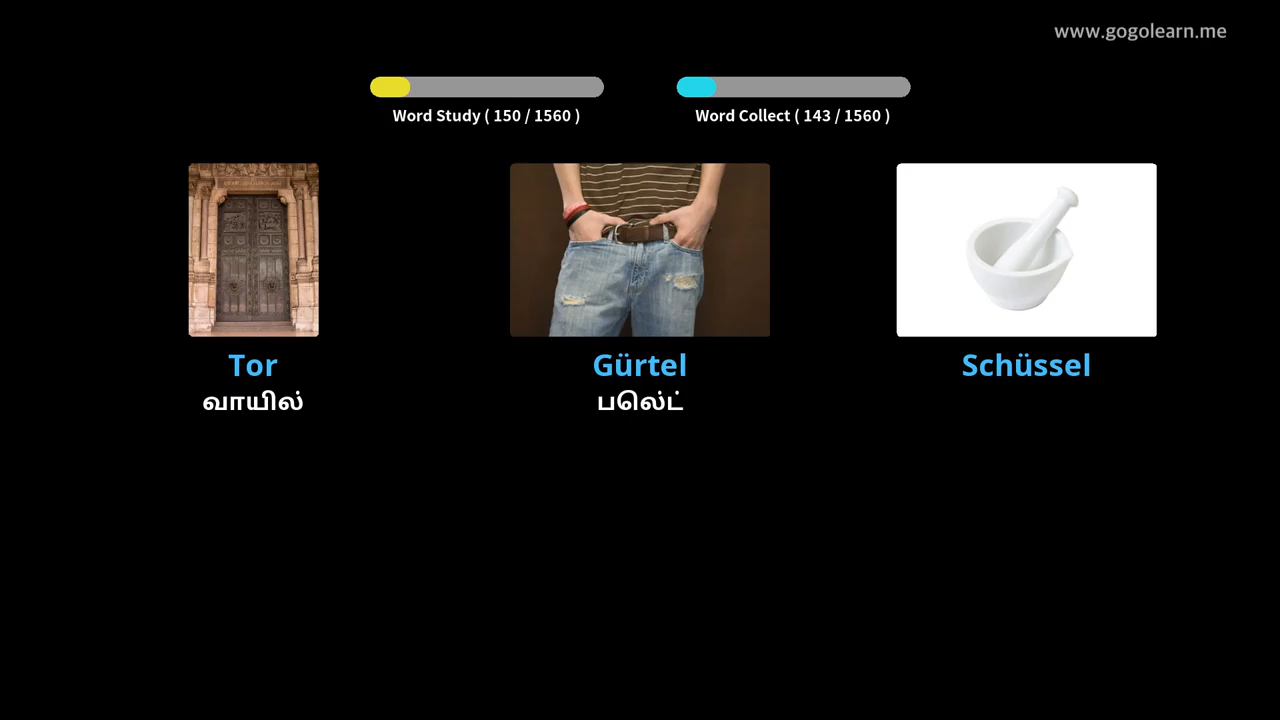 www.gogolearn.me
Word Study ( 150 / 1560 )
Word Collect ( 143 / 1560 )
Tor
வாயில்
Gürtel
பெல்ட்
Schüssel